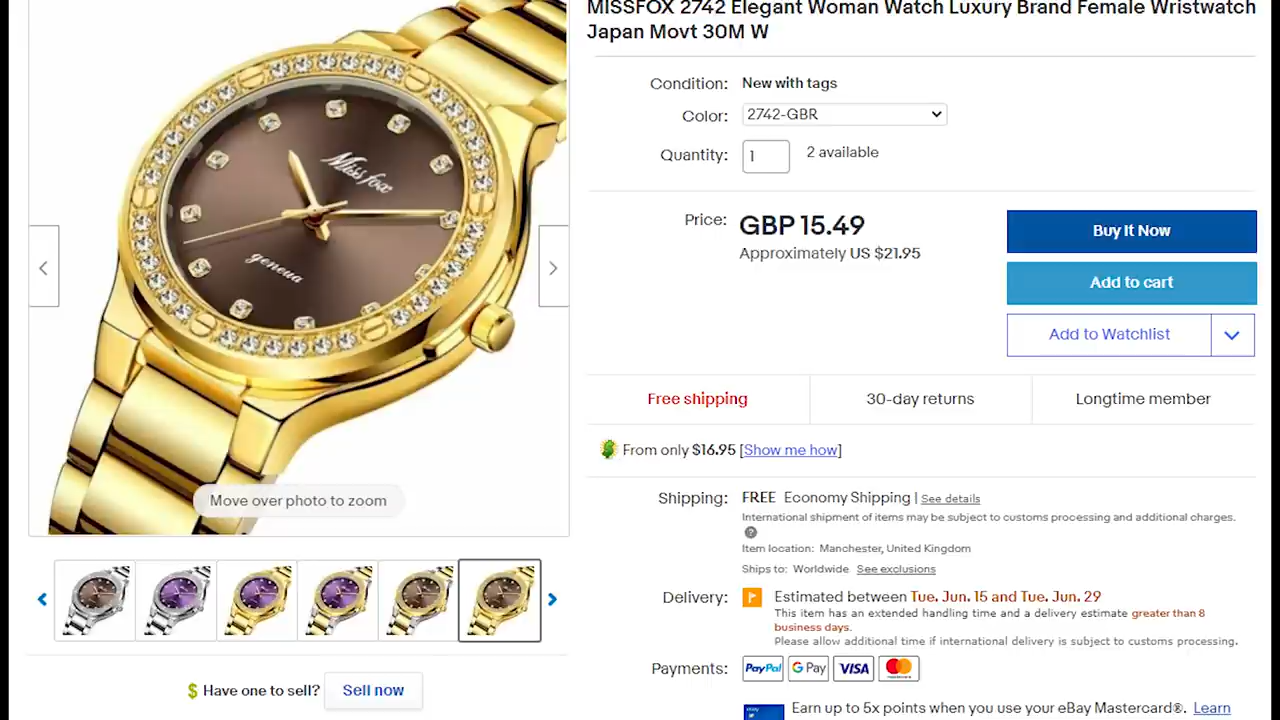 MISSFOX 2742 Elegant Woman Watch Luxury Brand Female Wristwatch
Japan Movt 30M W
Miss fox
geneva
Move over photo to zoom
$ Have one to sell? Sell now
Condition: New with tags
Color: 2742-GBR
Quantity: 1 2 available
Price: GBP 15.49
Approximately US $21.95
Buy It Now
Add to cart
Add to Watchlist
Free shipping 30-day returns Longtime member
From only $16.95 [Show me how]
Shipping: FREE Economy Shipping | See details
International shipment of items may be subject to customs processing and additional charges.
?
Item location: Manchester, United Kingdom
Ships to: Worldwide See exclusions
Delivery: Estimated between Tue. Jun. 15 and Tue. Jun. 29
This item has an extended handling time and a delivery estimate greater than 8
business days.
Please allow additional time if international delivery is subject to customs processing.
Payments: PayPal G Pay VISA mastercard
Earn up to 5x points when you use your eBay Mastercard®. Learn